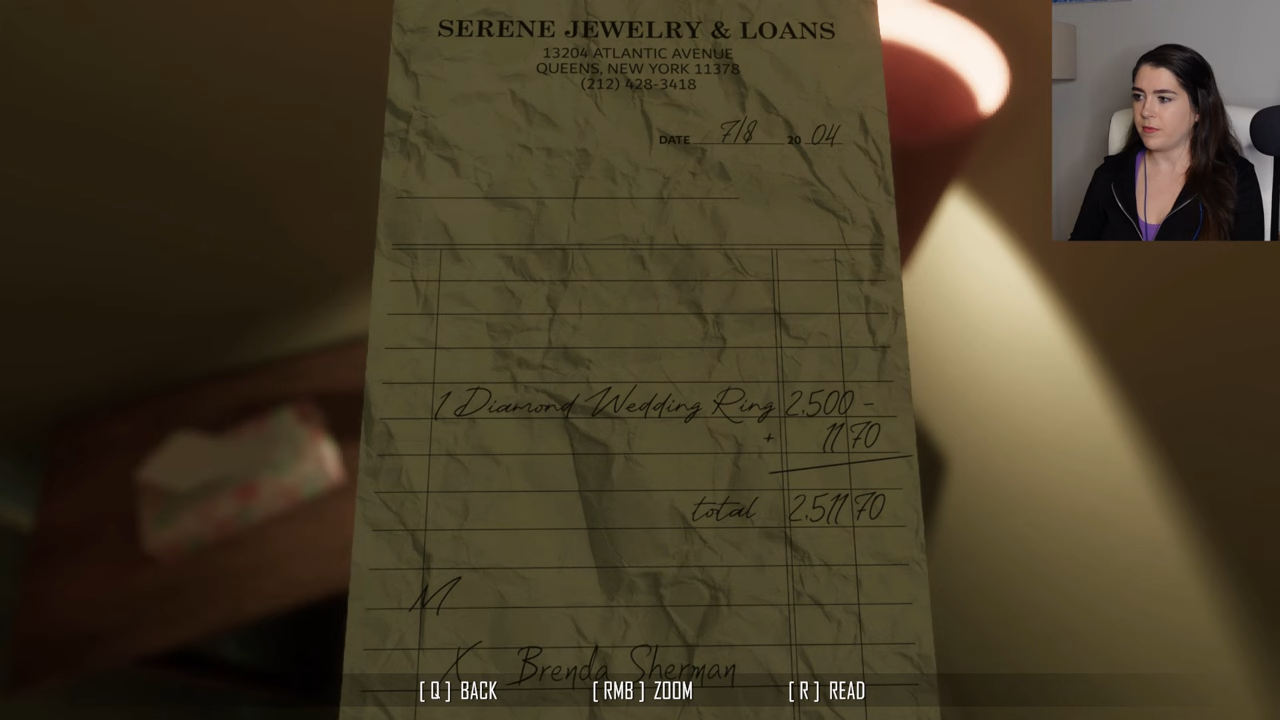 SERENE JEWELRY & LOANS
13204 ATLANTIC AVENUE
QUEENS, NEW YORK 11378
(212) 428-3418
DATE 7/8 20 04
1 Diamond Wedding Ring 2.500 -
+ 11 70
total 2.511 70
M
X Brenda Sherman
[ Q ] BACK [ RMB ] ZOOM [ R ] READ